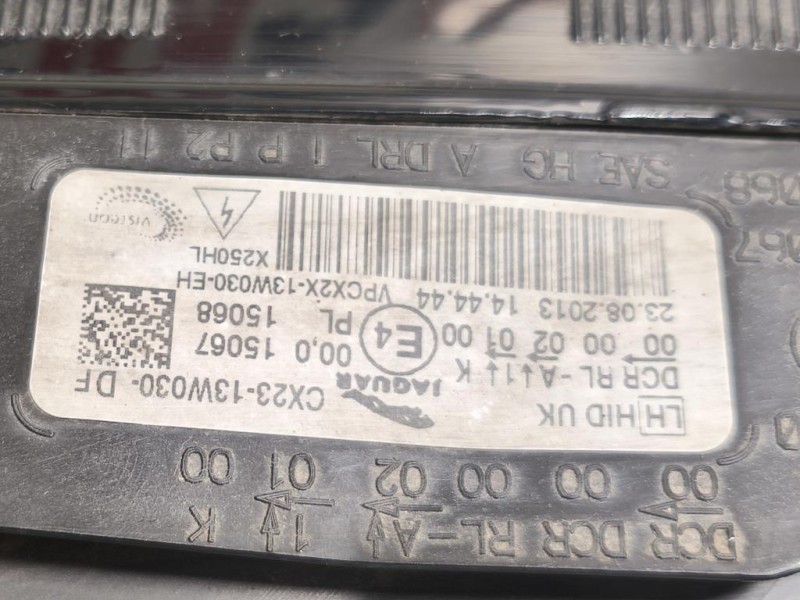 DCR DCR RL-A 1 K
00 00 00 02 01 00
LH HID UK
JAGUAR
CX23-13W030- DF
DCR RL-A 1 K
00 00 02 01 00
E4
00,0 15067
PL 15068
23.08.2013 14.44.44 VPCX2X-13W030-EH
X250HL
Visteon
SAE HG A DRL I P P2 11
067
068